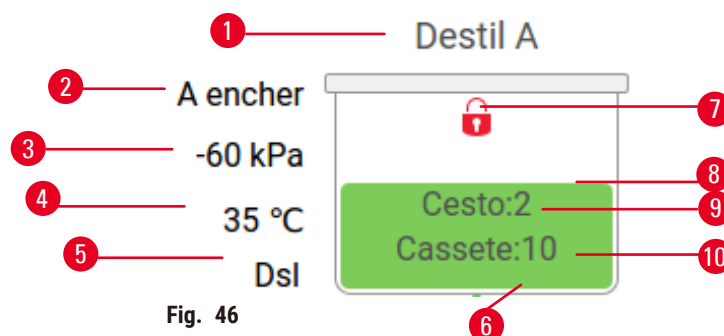 1 Destil A
2 A encher
7
3 -60 kPa
8
4 35 °C
Cesto:2 9
5 Dsl
Cassete:10 10
Fig. 46
6